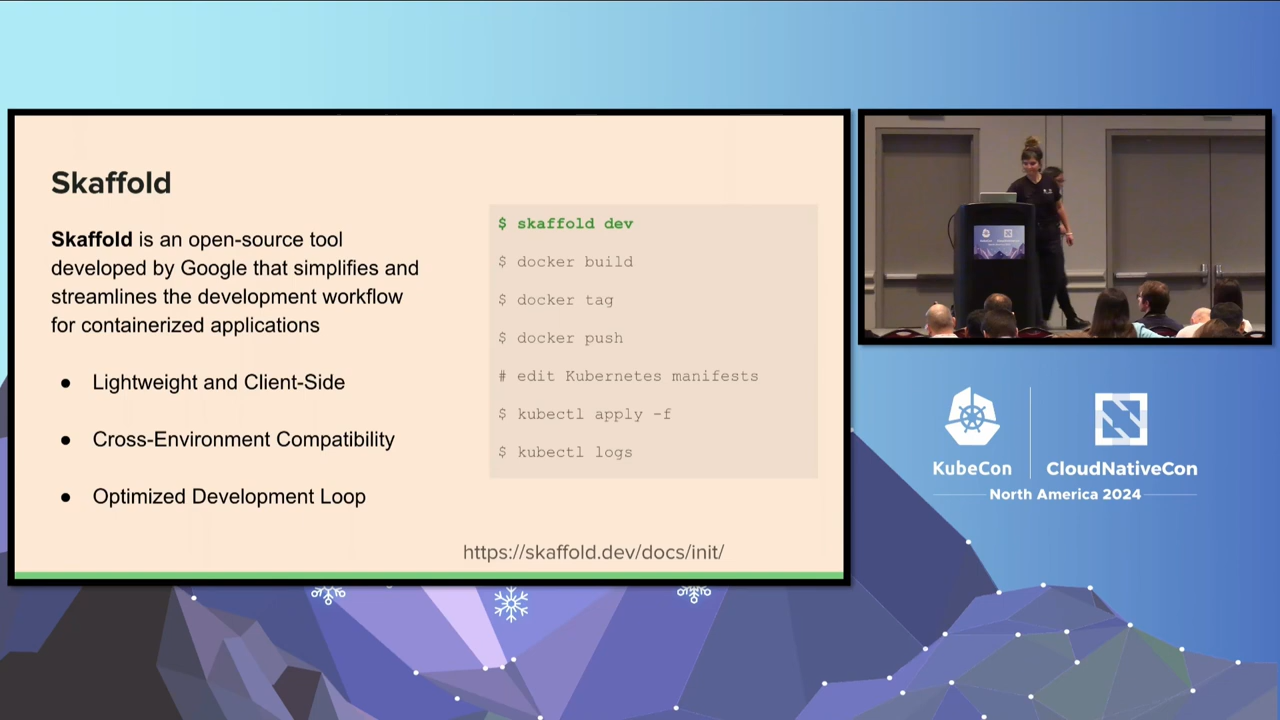 Skaffold
Skaffold is an open-source tool
developed by Google that simplifies and
streamlines the development workflow
for containerized applications
● Lightweight and Client-Side
● Cross-Environment Compatibility
● Optimized Development Loop
$ skaffold dev
$ docker build
$ docker tag
$ docker push
# edit Kubernetes manifests
$ kubectl apply -f
$ kubectl logs
https://skaffold.dev/docs/init/
KubeCon
CloudNativeCon
North America 2024